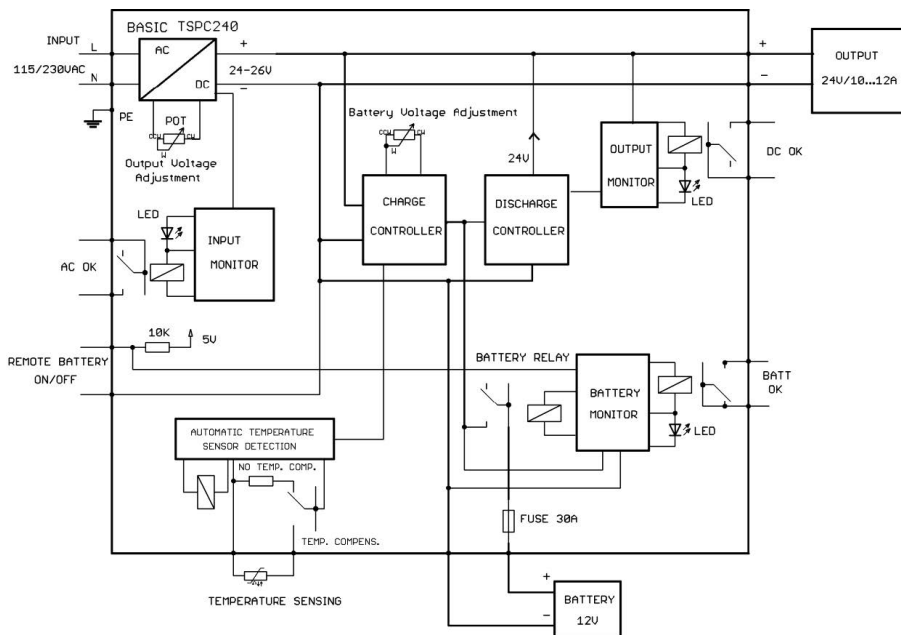 BASIC TSPC240
INPUT
L
115/230VAC
N
PE
AC
DC
+
24-26V
-
+
-
OUTPUT
24V/10...12A
POT
CCW
CW
W
Output Voltage
Adjustment
Battery Voltage Adjustment
CCW
CW
W
24V
CHARGE
CONTROLLER
DISCHARGE
CONTROLLER
OUTPUT
MONITOR
LED
DC OK
LED
INPUT
MONITOR
AC OK
10K
5V
REMOTE BATTERY
ON/OFF
BATTERY RELAY
BATTERY
MONITOR
LED
BATT
OK
AUTOMATIC TEMPERATURE
SENSOR DETECTION
NO TEMP. COMP.
TEMP. COMPENS.
FUSE 30A
TEMPERATURE SENSING
+
-
BATTERY
12V